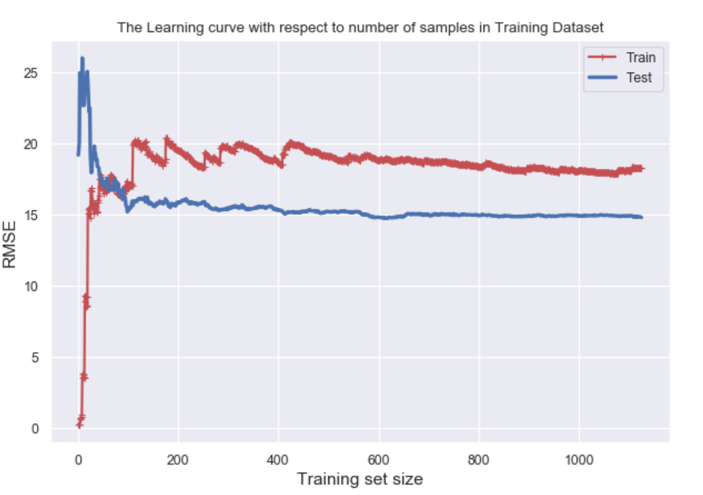 The Learning curve with respect to number of samples in Training Dataset
Train
Test
25
20
15
10
5
0
RMSE
0 200 400 600 800 1000
Training set size